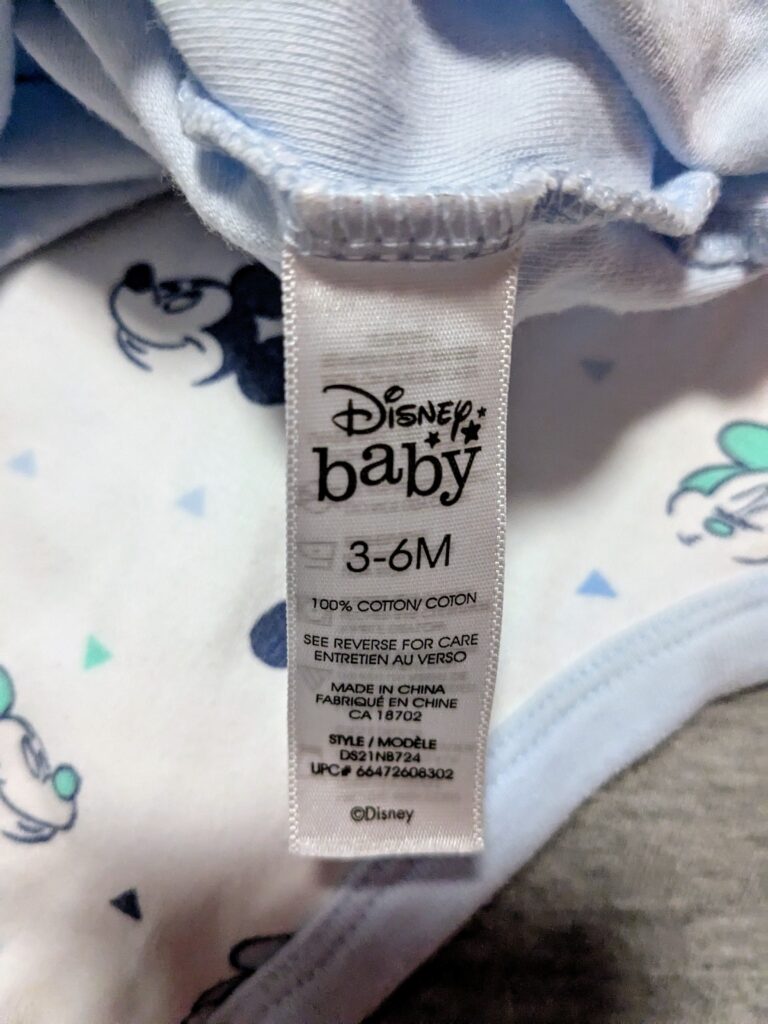 Disney
baby
3-6M
100% COTTON/ COTON
SEE REVERSE FOR CARE
ENTRETIEN AU VERSO
MADE IN CHINA
FABRIQUÉ EN CHINE
CA 18702
STYLE / MODÈLE
DS21NB724
UPC# 66472608302
©Disney